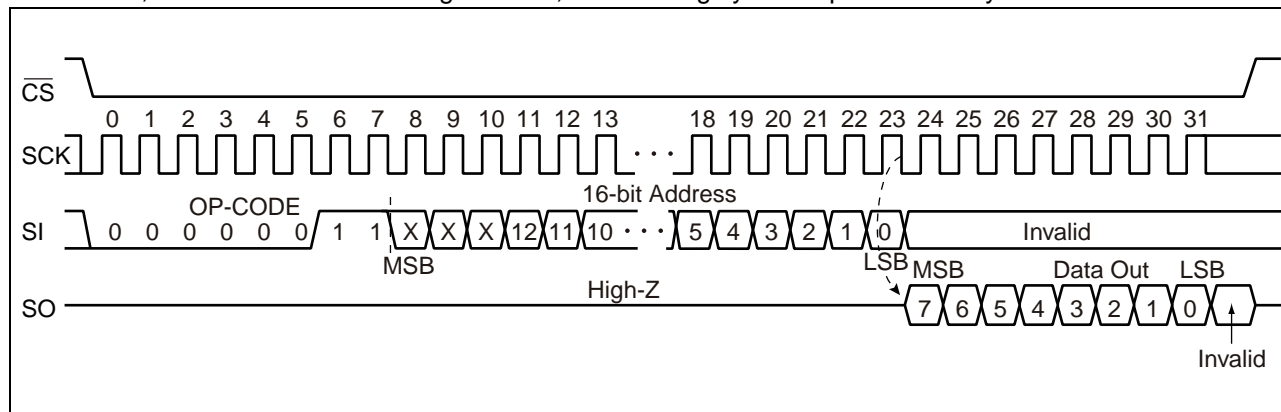 CS
0 1 2 3 4 5 6 7 8 9 10 11 12 13 18 19 20 21 22 23 24 25 26 27 28 29 30 31
SCK · · ·
16-bit Address
OP-CODE
SI 0 0 0 0 0 0 1 1 X X X 12 11 10 · · · 5 4 3 2 1 0 Invalid
MSB LSB MSB Data Out LSB
High-Z
SO 7 6 5 4 3 2 1 0
Invalid